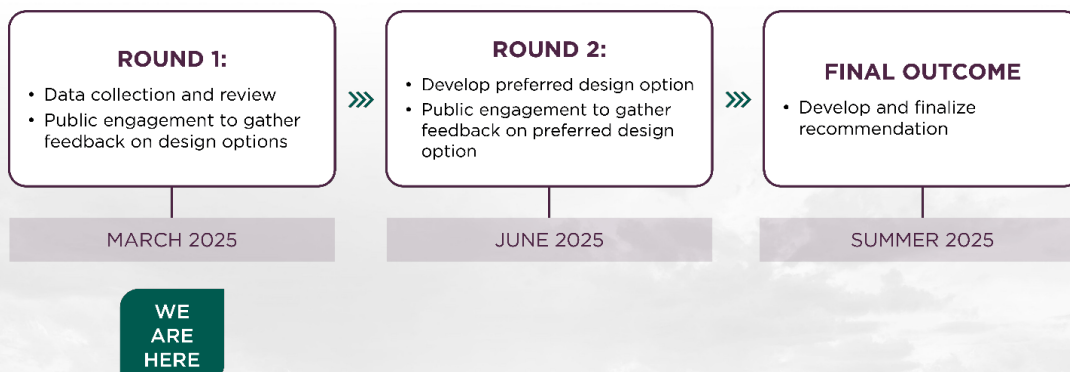 ROUND 1:
• Data collection and review
• Public engagement to gather
feedback on design options
ROUND 2:
• Develop preferred design option
• Public engagement to gather
feedback on preferred design
option
FINAL OUTCOME
• Develop and finalize
recommendation
MARCH 2025
JUNE 2025
SUMMER 2025
WE
ARE
HERE